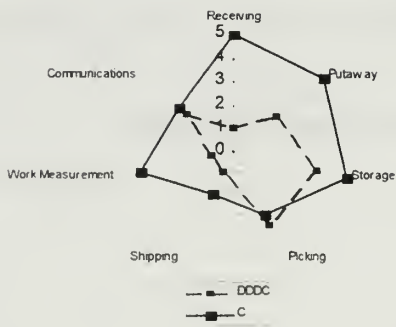 Receiving
5
4
Communications
Putaway
3
2
1
0
Work Measurement
Storage
Shipping
Picking
DDDC
C